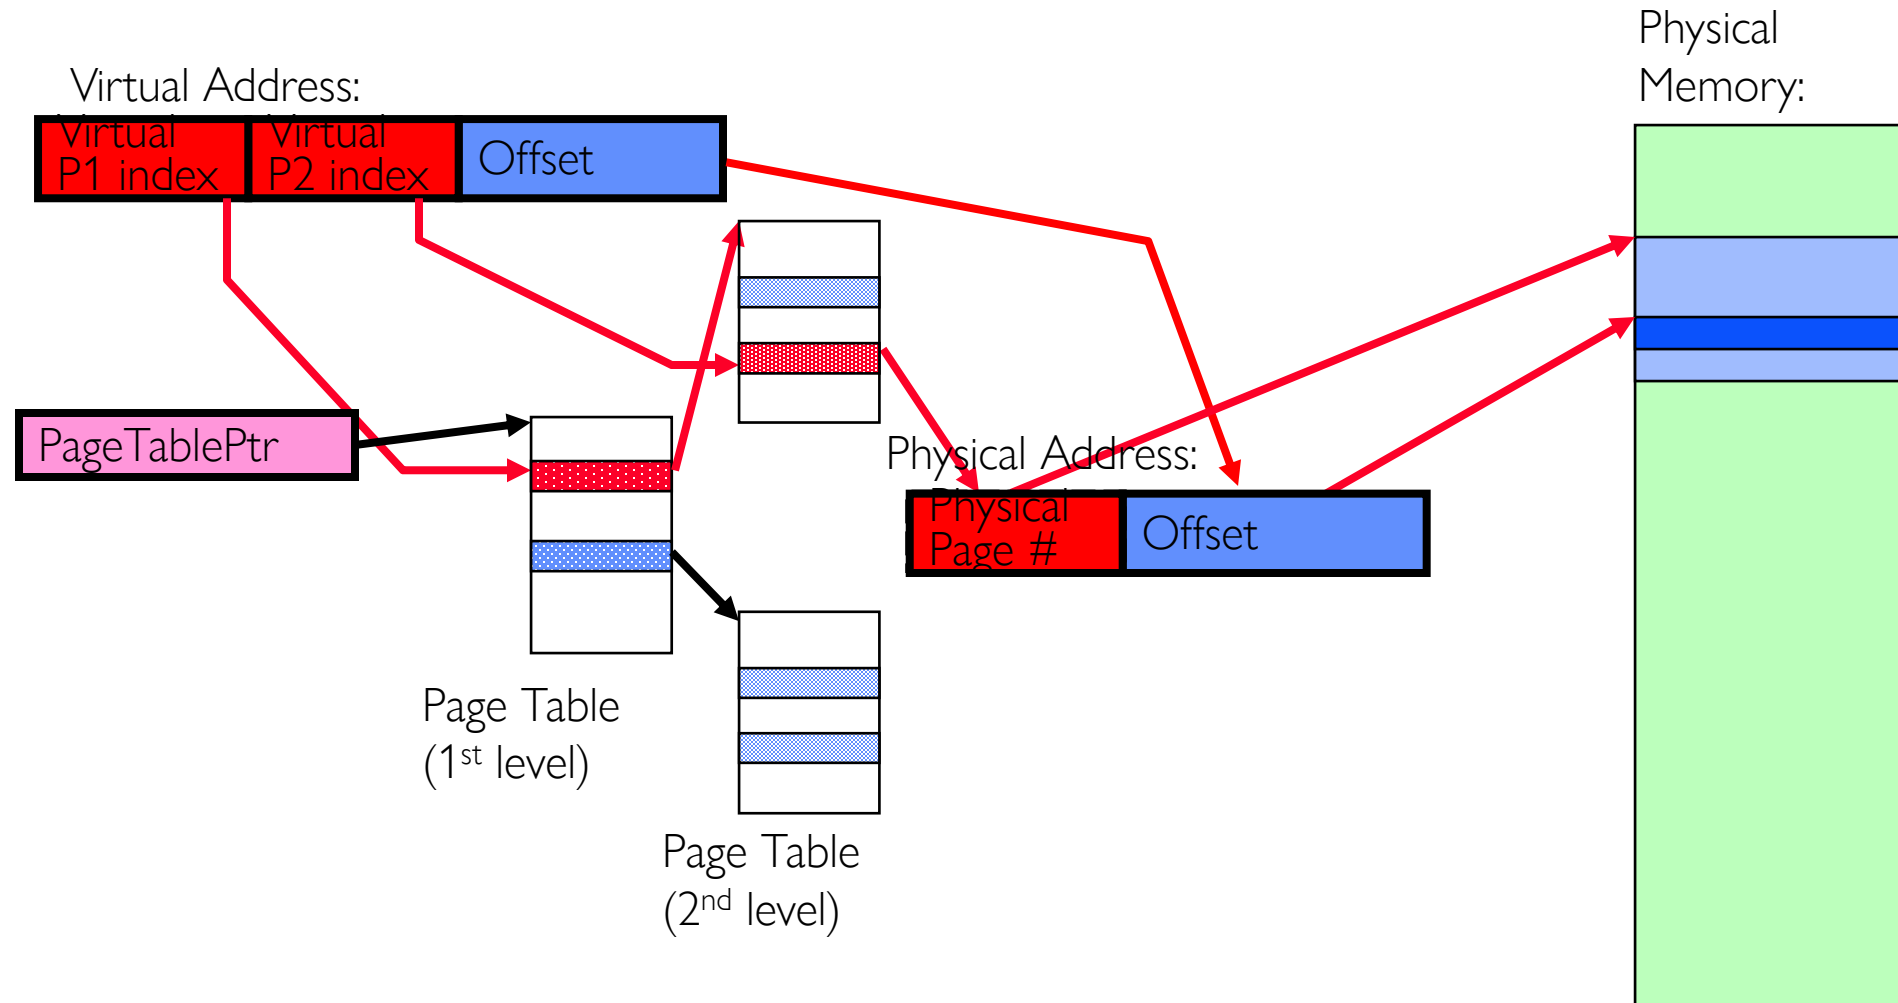 Virtual Address:
Virtual
P1 index
Virtual
P2 index
Offset
Physical
Memory:
PageTablePtr
Physical Address:
Physical
Page #
Offset
Page Table
(1st level)
Page Table
(2nd level)